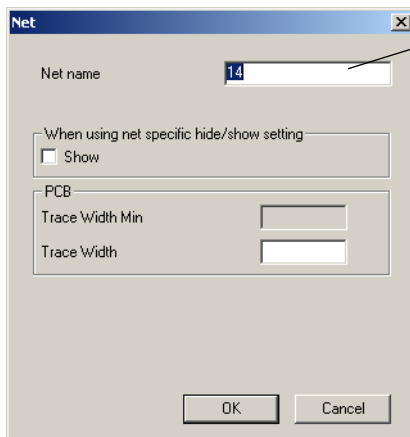 Net
Net name 14
When using net specific hide/show setting
Show
PCB
Trace Width Min
Trace Width
OK Cancel